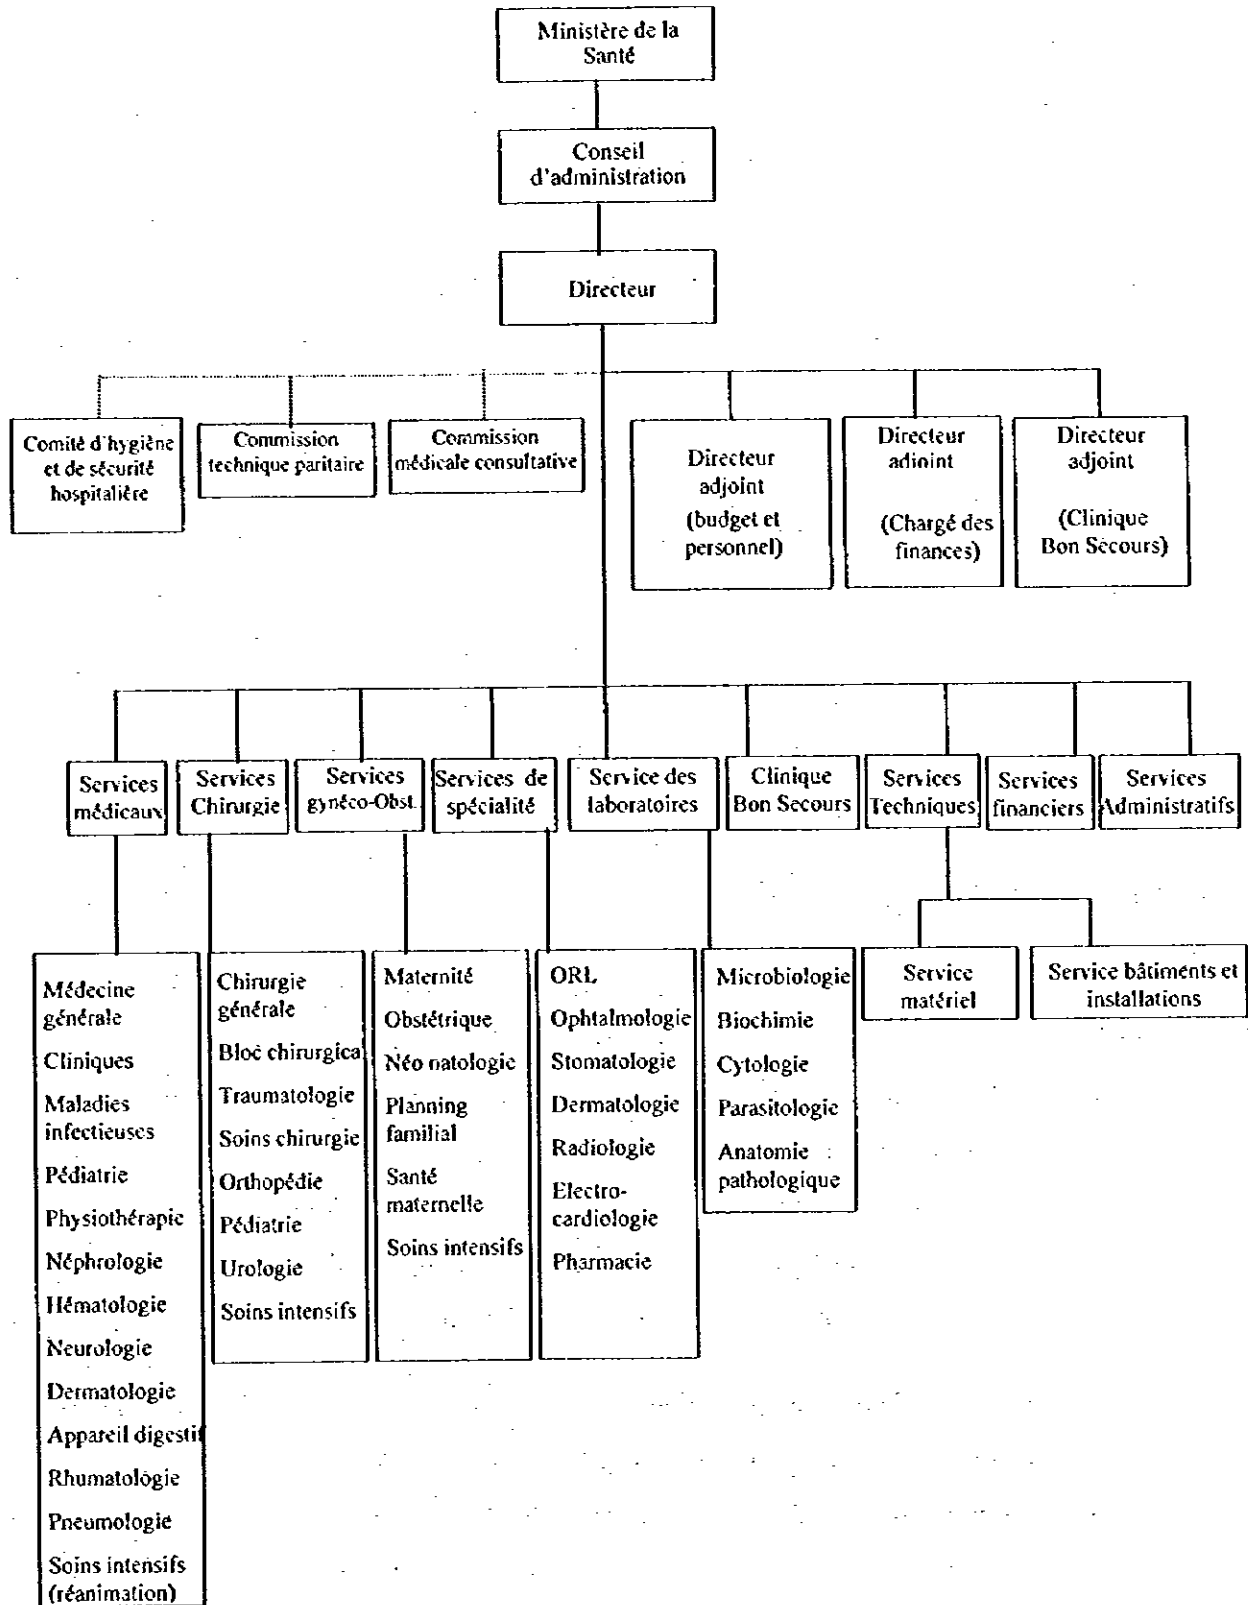 Ministère de la
Santé
Conseil
d'administration
Directeur
Comité d'hygiène
et de sécurité
hospitalière
Commission
technique paritaire
Commission
médicale consultative
Directeur
adjoint
(budget et
personnel)
Directeur
adioint
(Chargé des
finances)
Directeur
adjoint
(Clinique
Bon Secours)
Services
médicaux
Services
Chirurgie
Services
gynéco-Obst.
Services de
spécialité
Service des
laboratoires
Clinique
Bon Secours
Services
Techniques
Services
financiers
Services
Administratifs
Médecine
générale
Cliniques
Maladies
infectieuses
Pédiatrie
Physiothérapie
Néphrologie
Hématologie
Neurologie
Dermatologie
Appareil digestif
Rhumatologie
Pneumologie
Soins intensifs
(réanimation)
Chirurgie
générale
Bloc chirurgica
Traumatologie
Soins chirurgie
Orthopédie
Pédiatrie
Urologie
Soins intensifs
Maternité
Obstétrique
Néo natologie
Planning
familial
Santé
maternelle
Soins intensifs
ORL
Ophtalmologie
Stomatologie
Dermatologie
Radiologie
Electro-
cardiologie
Pharmacie
Microbiologie
Biochimie
Cytologie
Parasitologie
Anatomie
pathologique
Service
matériel
Service bâtiments et
installations